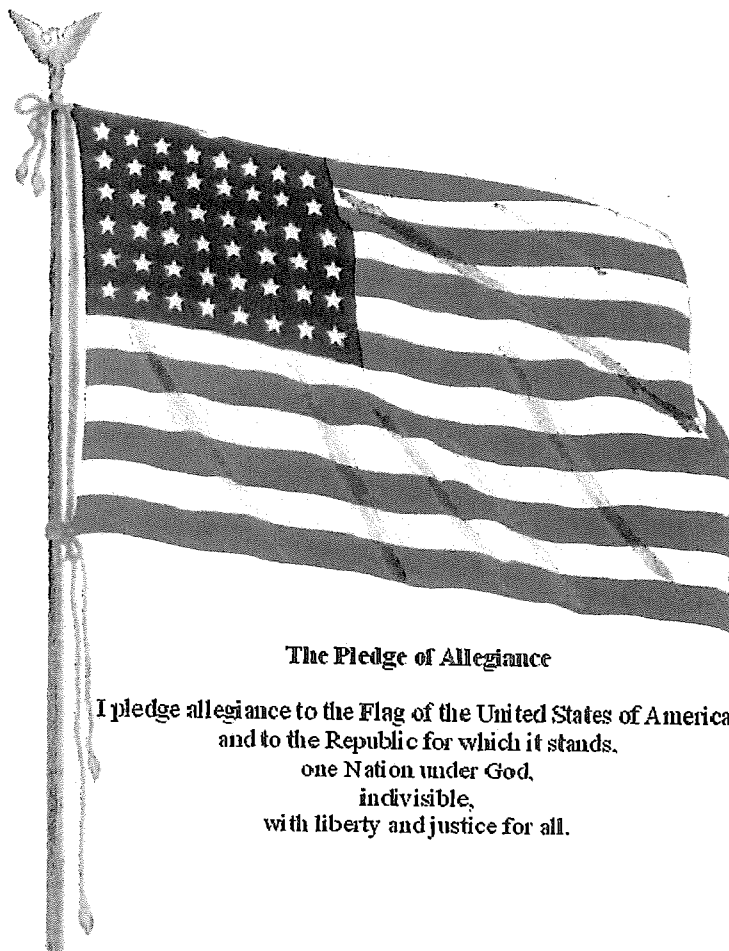 The Pledge of Allegiance
I pledge allegiance to the Flag of the United States of America
and to the Republic for which it stands.
one Nation under God,
indivisible,
with liberty and justice for all.